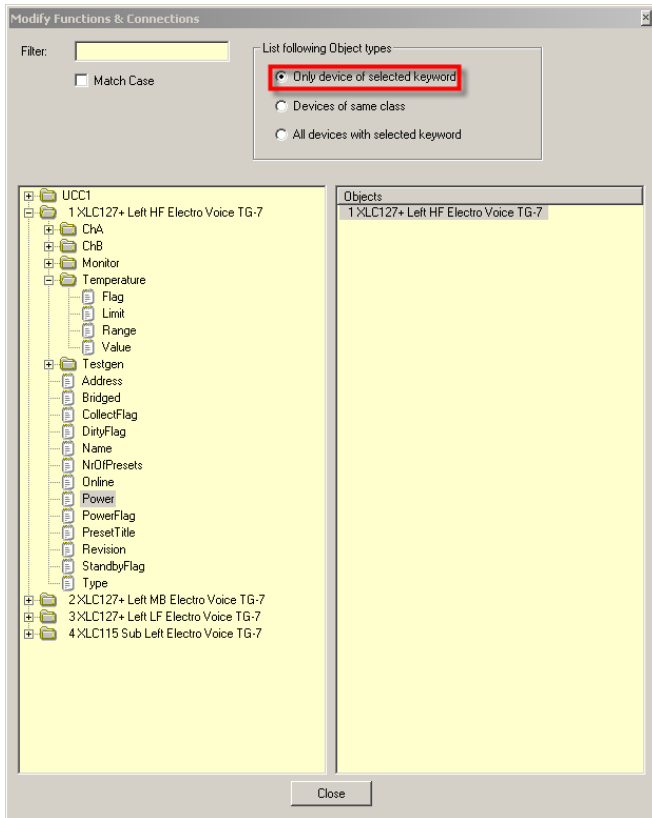 Modify Functions & Connections
Filter:
Match Case
List following Object types
Only device of selected keyword
Devices of same class
All devices with selected keyword
UCC1
1 XLC127+ Left HF Electro Voice TG-7
ChA
ChB
Monitor
Temperature
Flag
Limit
Range
Value
Testgen
Address
Bridged
CollectFlag
DirtyFlag
Name
NrOfPresets
Online
Power
PowerFlag
PresetTitle
Revision
StandbyFlag
Type
2 XLC127+ Left MB Electro Voice TG-7
3 XLC127+ Left LF Electro Voice TG-7
4 XLC115 Sub Left Electro Voice TG-7
Objects
1 XLC127+ Left HF Electro Voice TG-7
Close